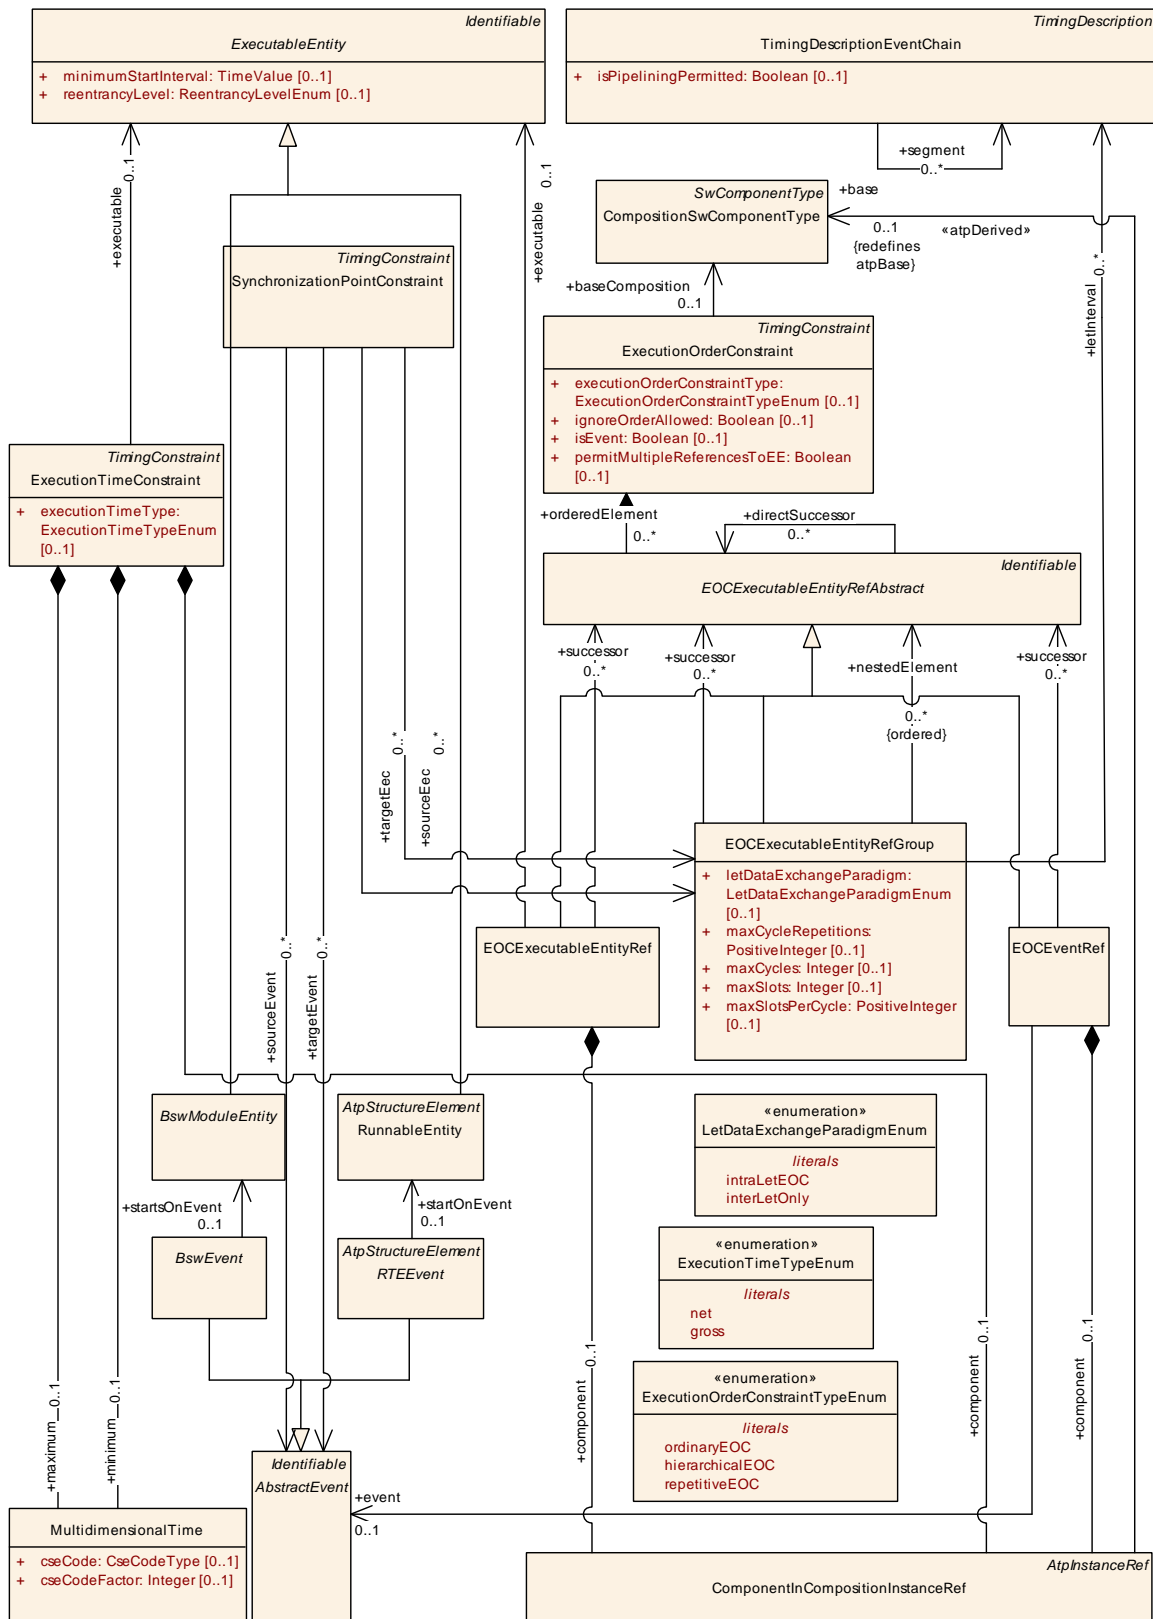 Identifiable
ExecutableEntity
+ minimumStartInterval: TimeValue [0..1]
+ reentrancyLevel: ReentrancyLevelEnum [0..1]
TimingDescription
TimingDescriptionEventChain
+ isPipeliningPermitted: Boolean [0..1]
+segment
0..*
+executable
0..1
+executable
0..1
SwComponentType
CompositionSwComponentType
+base
0..1
{redefines
atpBase}
«atpDerived»
+letInterval
0..*
TimingConstraint
SynchronizationPointConstraint
+baseComposition
0..1
TimingConstraint
ExecutionOrderConstraint
+ executionOrderConstraintType:
ExecutionOrderConstraintTypeEnum [0..1]
+ ignoreOrderAllowed: Boolean [0..1]
+ isEvent: Boolean [0..1]
+ permitMultipleReferencesToEE: Boolean
[0..1]
TimingConstraint
ExecutionTimeConstraint
+ executionTimeType:
ExecutionTimeTypeEnum
[0..1]
+orderedElement
0..*
+directSuccessor
0..*
Identifiable
EOCExecutableEntityRefAbstract
+successor
0..*
+successor
0..*
+nestedElement
0..*
{ordered}
+successor
0..*
+targetEec
0..*
+sourceEec
0..*
EOCExecutableEntityRefGroup
+ letDataExchangeParadigm:
LetDataExchangeParadigmEnum
[0..1]
+ maxCycleRepetitions:
PositiveInteger [0..1]
+ maxCycles: Integer [0..1]
+ maxSlots: Integer [0..1]
+ maxSlotsPerCycle: PositiveInteger
[0..1]
EOCExecutableEntityRef
EOCEventRef
+sourceEvent
0..*
+targetEvent
0..*
BswModuleEntity
AtpStructureElement
RunnableEntity
«enumeration»
LetDataExchangeParadigmEnum
literals
intraLetEOC
interLetOnly
+startsOnEvent
0..1
+startOnEvent
0..1
BswEvent
AtpStructureElement
RTEEvent
«enumeration»
ExecutionTimeTypeEnum
literals
net
gross
«enumeration»
ExecutionOrderConstraintTypeEnum
literals
ordinaryEOC
hierarchicalEOC
repetitiveEOC
+maximum
0..1
+minimum
0..1
+component
0..1
+component
0..1
+component
0..1
Identifiable
AbstractEvent
+event
0..1
MultidimensionalTime
+ cseCode: CseCodeType [0..1]
+ cseCodeFactor: Integer [0..1]
AtpInstanceRef
ComponentInCompositionInstanceRef